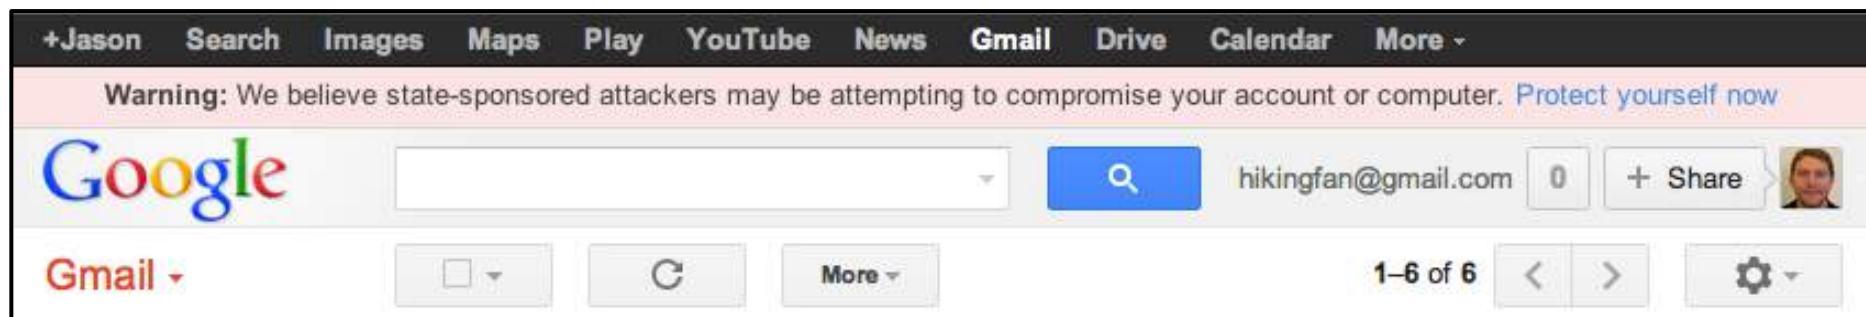 +Jason Search Images Maps Play YouTube News Gmail Drive Calendar More
Warning: We believe state-sponsored attackers may be attempting to compromise your account or computer. Protect yourself now
Google hikingfan@gmail.com 0 + Share
Gmail More 1–6 of 6